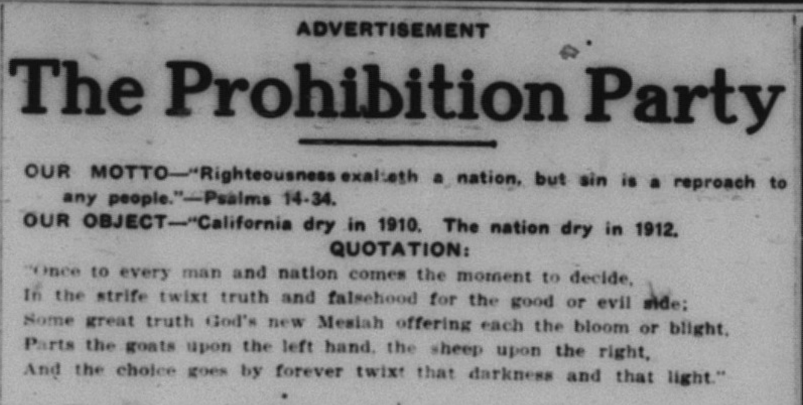 ADVERTISEMENT
The Prohibition Party
OUR MOTTO—"Righteousness exalteth a nation, but sin is a reproach to
any people."—Psalms 14-34.
OUR OBJECT—"California dry in 1910. The nation dry in 1912.
QUOTATION:
"Once to every man and nation comes the moment to decide,
In the strife twixt truth and falsehood for the good or evil side;
Some great truth God's new Mesiah offering each the bloom or blight,
Parts the goats upon the left hand, the sheep upon the right,
And the choice goes by forever twixt that darkness and that light."